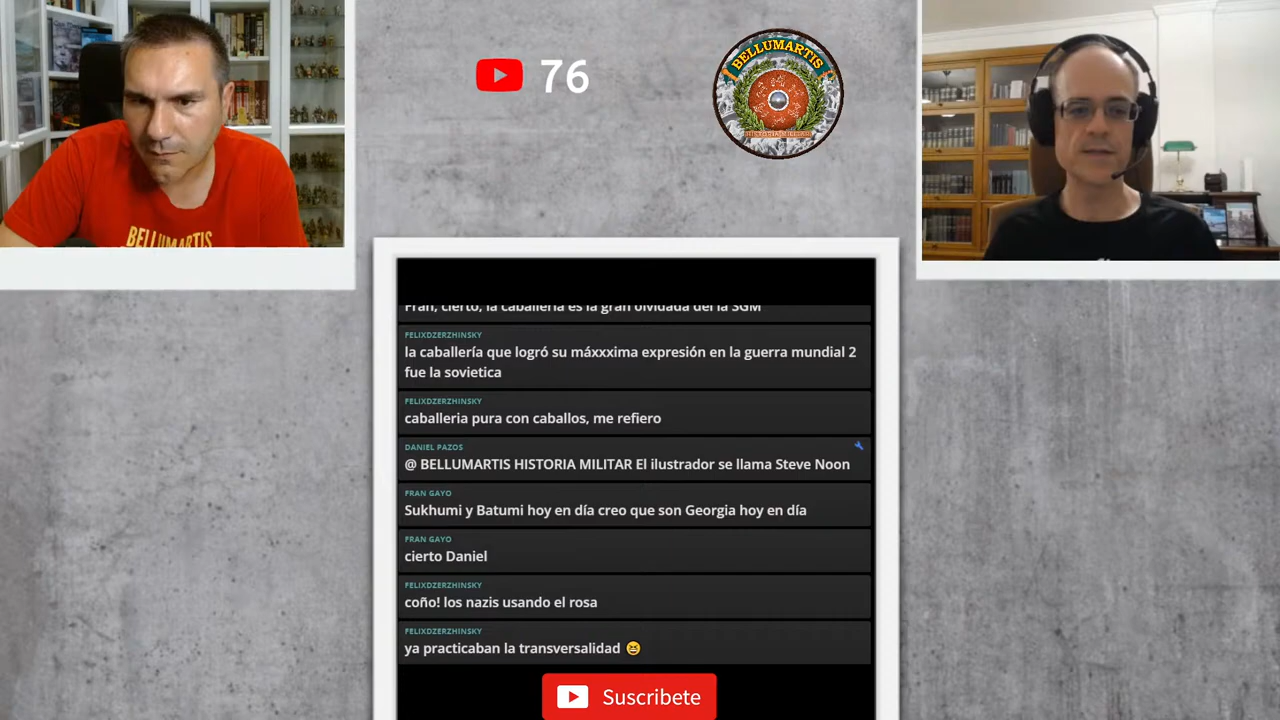 76
BELLUMARTIS
HISTORIA MILITAR
BELLUMARTIS
Fran, cierto, la caballeria es la gran olvidada del la SGM
FELIXDZERZHINSKY
la caballería que logró su máxxxima expresión en la guerra mundial 2
fue la sovietica
FELIXDZERZHINSKY
caballeria pura con caballos, me refiero
DANIEL PAZOS
@ BELLUMARTIS HISTORIA MILITAR El ilustrador se llama Steve Noon
FRAN GAYO
Sukhumi y Batumi hoy en día creo que son Georgia hoy en día
FRAN GAYO
cierto Daniel
FELIXDZERZHINSKY
coño! los nazis usando el rosa
FELIXDZERZHINSKY
ya practicaban la transversalidad 😆
Suscribete